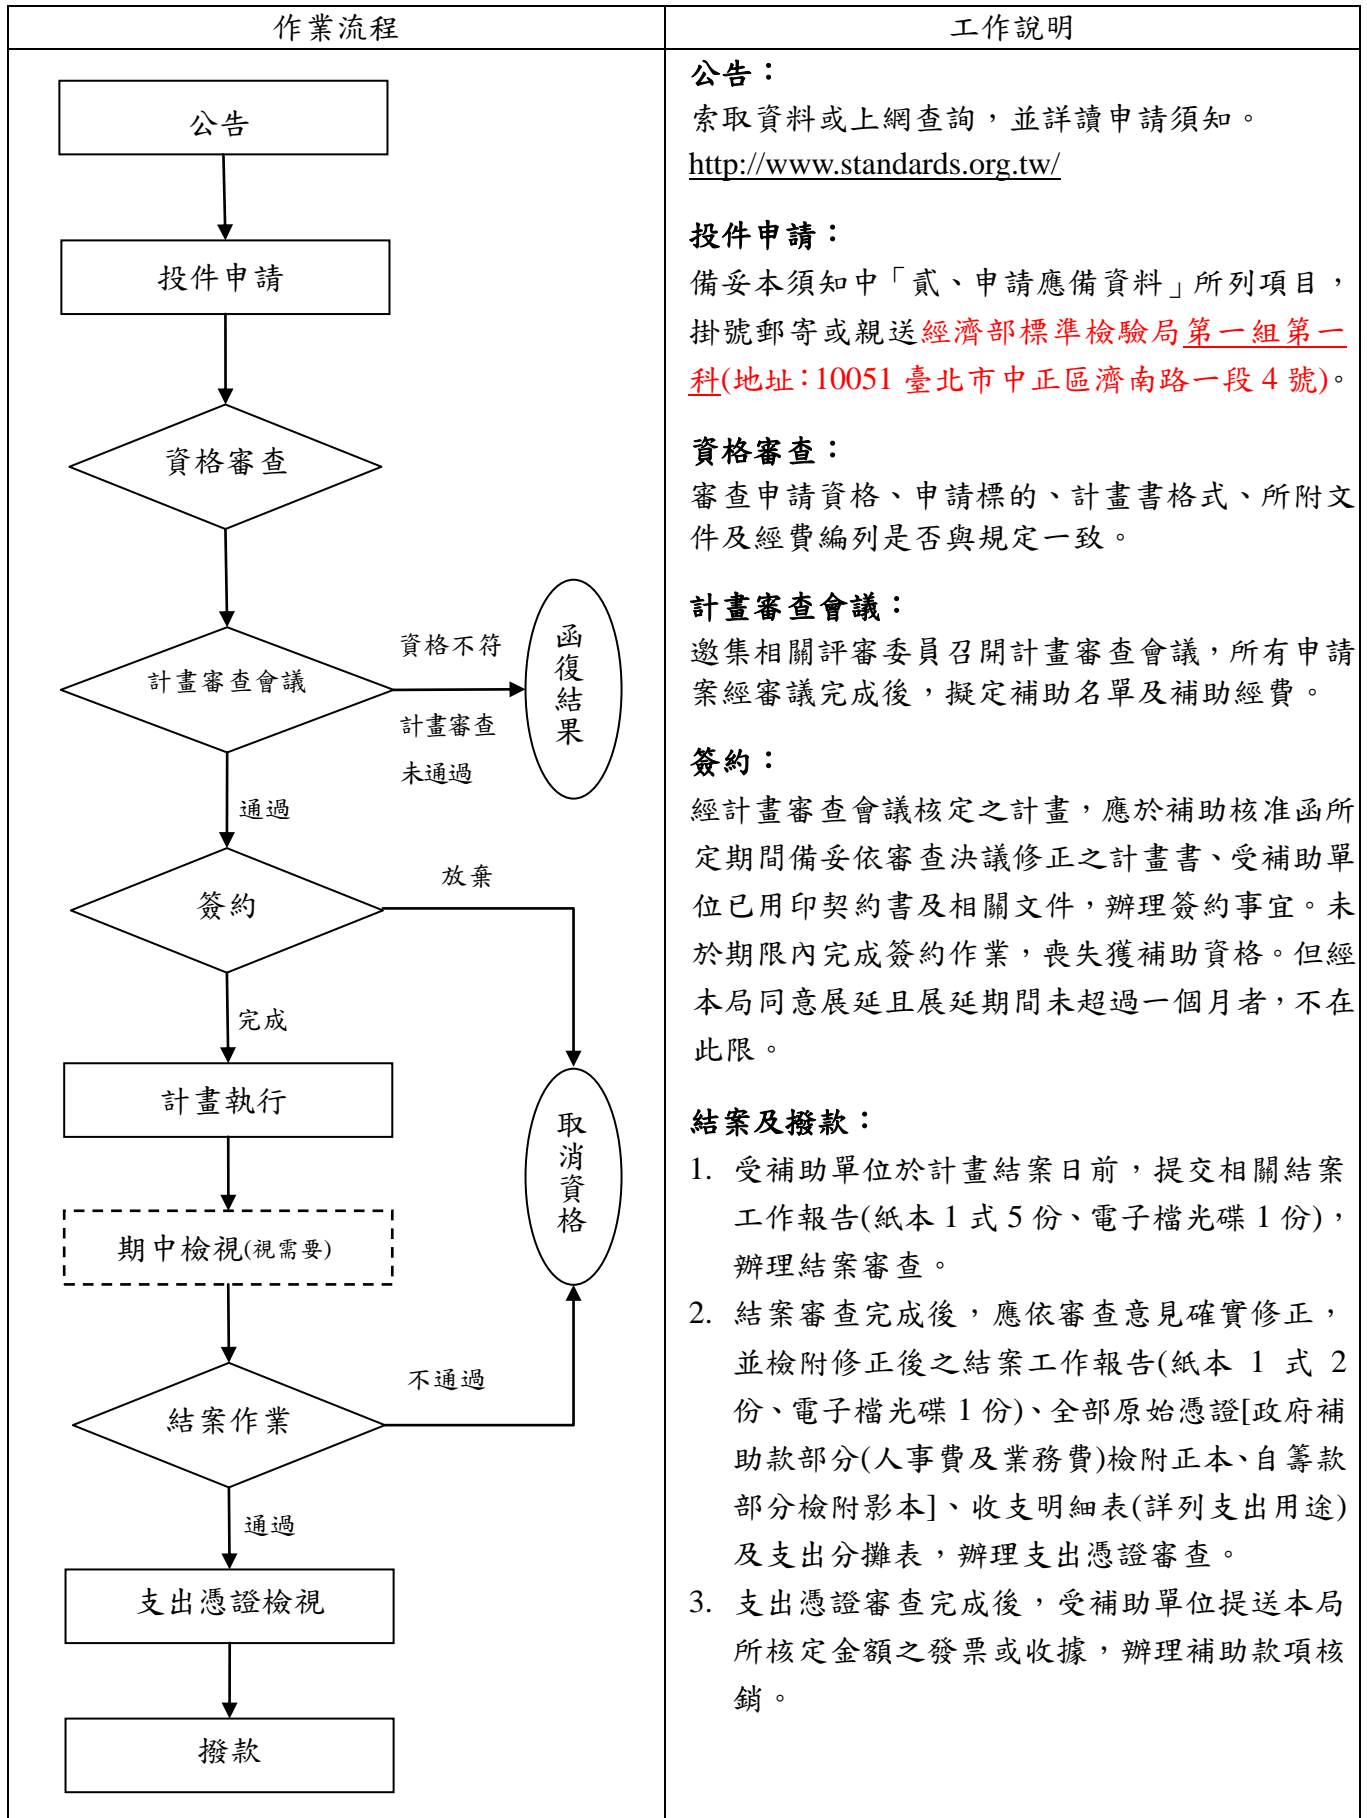 作業流程
工作說明
公告
投件申請
資格審查
計畫審查會議
資格不符
計畫審查
未通過
函復結果
通過
簽約
放棄
完成
計畫執行
取消資格
期中檢視(視需要)
結案作業
不通過
通過
支出憑證檢視
撥款
公告：
索取資料或上網查詢，並詳讀申請須知。
http://www.standards.org.tw/
投件申請：
備妥本須知中「貳、申請應備資料」所列項目，
掛號郵寄或親送經濟部標準檢驗局第一組第一
科(地址：10051 臺北市中正區濟南路一段 4 號)。
資格審查：
審查申請資格、申請標的、計畫書格式、所附文
件及經費編列是否與規定一致。
計畫審查會議：
邀集相關評審委員召開計畫審查會議，所有申請
案經審議完成後，擬定補助名單及補助經費。
簽約：
經計畫審查會議核定之計畫，應於補助核准函所
定期間備妥依審查決議修正之計畫書、受補助單
位已用印契約書及相關文件，辦理簽約事宜。未
於期限內完成簽約作業，喪失獲補助資格。但經
本局同意展延且展延期間未超過一個月者，不在
此限。
結案及撥款：
1. 受補助單位於計畫結案日前，提交相關結案
工作報告(紙本 1 式 5 份、電子檔光碟 1 份)，
辦理結案審查。
2. 結案審查完成後，應依審查意見確實修正，
並檢附修正後之結案工作報告(紙本 1 式 2
份、電子檔光碟 1 份)、全部原始憑證[政府補
助款部分(人事費及業務費)檢附正本、自籌款
部分檢附影本]、收支明細表(詳列支出用途)
及支出分攤表，辦理支出憑證審查。
3. 支出憑證審查完成後，受補助單位提送本局
所核定金額之發票或收據，辦理補助款項核
銷。